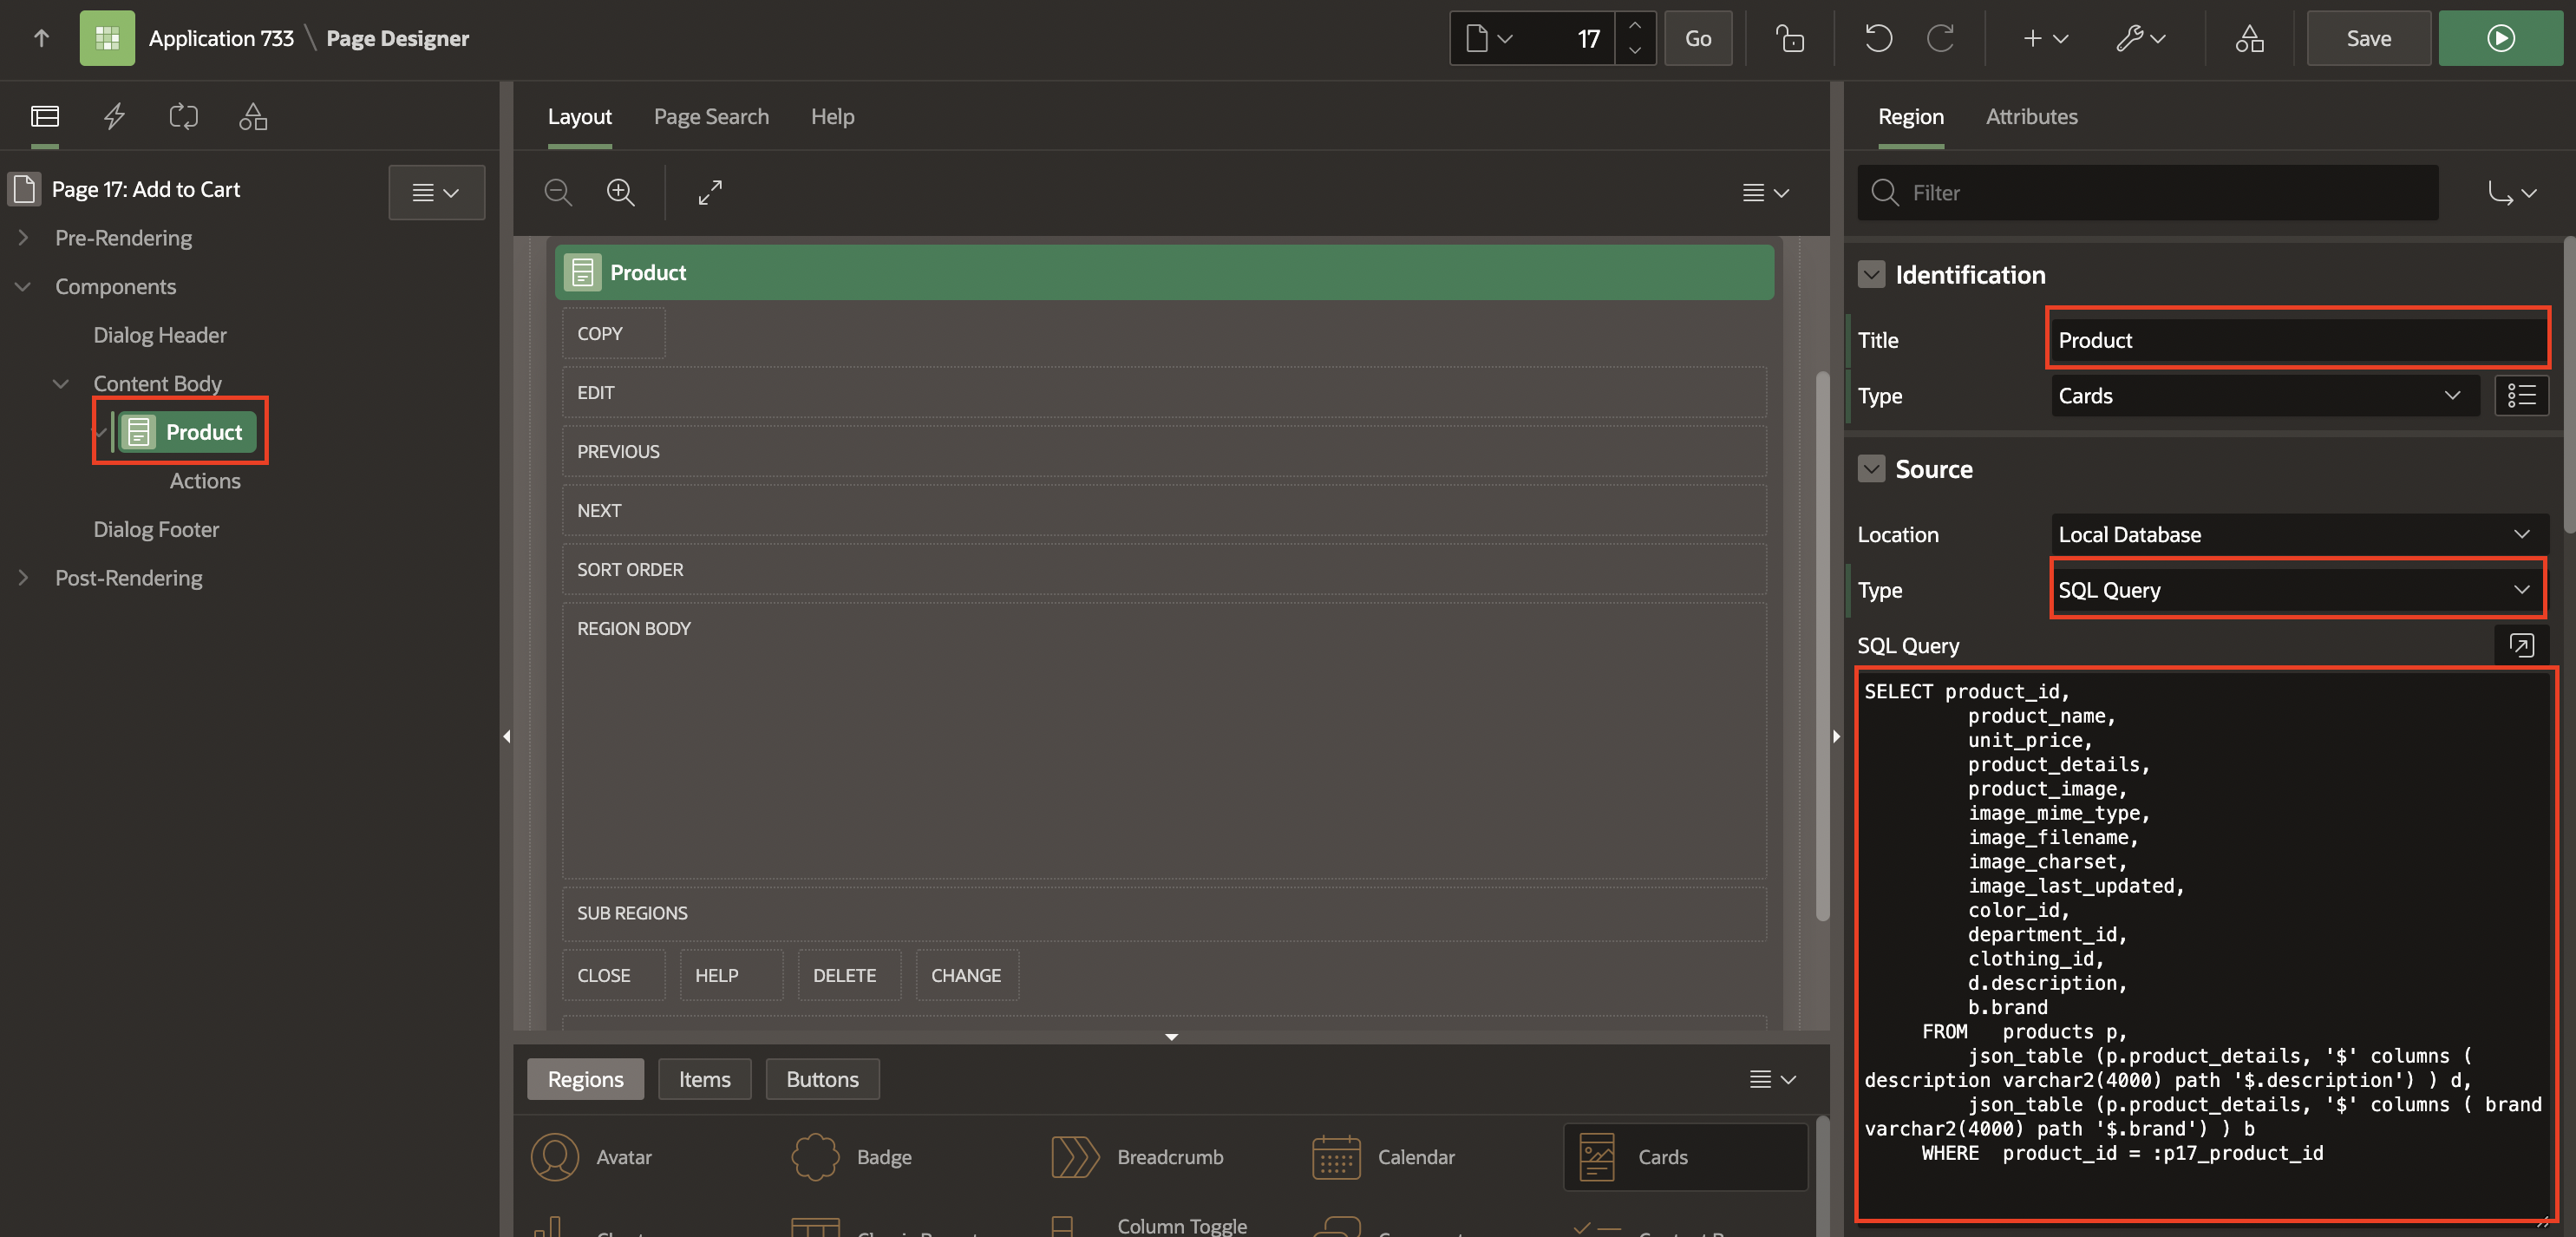 Application 733 \ Page Designer
17
Go
Save
Page 17: Add to Cart
Pre-Rendering
Components
Dialog Header
Content Body
Product
Actions
Dialog Footer
Post-Rendering
Layout
Page Search
Help
Product
COPY
EDIT
PREVIOUS
NEXT
SORT ORDER
REGION BODY
SUB REGIONS
CLOSE
HELP
DELETE
CHANGE
Regions
Items
Buttons
Avatar
Badge
Breadcrumb
Calendar
Cards
Column Toggle
Region
Attributes
Filter
Identification
Title
Product
Type
Cards
Source
Location
Local Database
Type
SQL Query
SQL Query
SELECT product_id,
product_name,
unit_price,
product_details,
product_image,
image_mime_type,
image_filename,
image_charset,
image_last_updated,
color_id,
department_id,
clothing_id,
d.description,
b.brand
FROM   products p,
json_table (p.product_details, '$' columns (
description varchar2(4000) path '$.description') ) d,
json_table (p.product_details, '$' columns ( brand
varchar2(4000) path '$.brand') ) b
WHERE  product_id = :p17_product_id